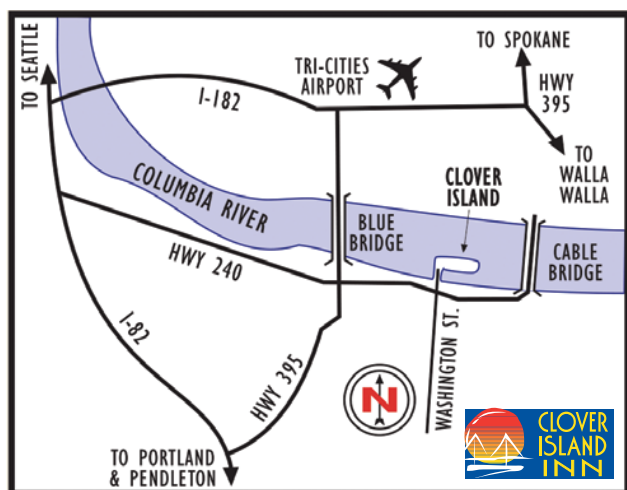 TO SEATTLE
I-182
TRI-CITIES
AIRPORT
TO SPOKANE
HWY
395
TO
WALLA
WALLA
COLUMBIA RIVER
CLOVER
ISLAND
BLUE
BRIDGE
CABLE
BRIDGE
HWY 240
I-82
HWY 395
WASHINGTON ST.
N
TO PORTLAND
& PENDLETON
CLOVER
ISLAND
INN